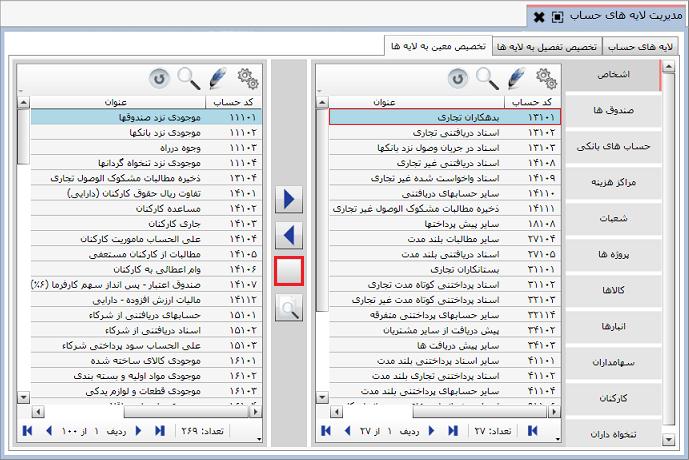 مدیریت لایه های حساب
لایه های حساب
تخصیص تفصیل به لایه ها
تخصیص معین به لایه ها
اشخاص
صندوق ها
حساب های بانکی
مراکز هزینه
شعبات
پروژه ها
کالاها
انبارها
سهامداران
کارکنان
تنخواه داران
کد حساب عنوان
۱۳۱۰۱ بدهکاران تجاری
۱۳۱۰۲ اسناد دریافتنی تجاری
۱۳۱۰۳ اسناد در جریان وصول نزد بانکها
۱۴۱۰۸ اسناد دریافتنی غیر تجاری
۱۴۱۰۹ اسناد واخواست شده غیر تجاری
۱۴۱۱۰ سایر حسابهای دریافتنی
۱۴۱۱۱ ذخیره مطالبات مشکوک الوصول غیر تجاری
۱۸۱۰۸ سایر پیش پرداختها
۲۷۱۰۴ سایر مطالبات بلند مدت
۲۷۱۰۵ اسناد دریافتنی بلند مدت
۳۱۱۰۱ بستانکاران تجاری
۳۱۱۰۲ اسناد پرداختنی کوتاه مدت تجاری
۳۲۱۰۳ اسناد پرداختنی کوتاه مدت غیر تجاری
۳۲۱۱۴ سایر حسابهای پرداختنی متفرقه
۳۴۱۰۲ پیش دریافت از سایر مشتریان
۳۴۱۰۳ سایر پیش دریافت ها
۴۱۱۰۱ سایر اسناد پرداختنی بلند مدت
۴۱۱۰۲ اسناد پرداختنی تجاری بلند مدت
۴۱۱۰۴ سایر حسابهای پرداختنی بلند مدت
تعداد: ۲۷ ردیف ۱ از ۲۷
کد حساب عنوان
۱۱۱۰۱ موجودی نزد صندوقها
۱۱۱۰۲ موجودی نزد بانکها
۱۱۱۰۳ وجوه درراه
۱۱۱۰۴ موجودی نزد تنخواه گردانها
۱۳۱۰۴ ذخیره مطالبات مشکوک الوصول تجاری
۱۴۱۰۱ تفاوت ریال حقوق کارکنان (دارایی)
۱۴۱۰۲ مساعده کارکنان
۱۴۱۰۳ جاری کارکنان
۱۴۱۰۴ علی الحساب ماموریت کارکنان
۱۴۱۰۵ مطالبات از کارکنان مستعفی
۱۴۱۰۶ وام اعطائی به کارکنان
۱۴۱۰۷ صندوق اعتبار - پس انداز سهم کارفرما (۶%)
۱۴۱۱۲ مالیات ارزش افزوده - دارایی
۱۵۱۰۱ حسابهای دریافتنی از شرکاء
۱۵۱۰۲ اسناد دریافتنی از شرکاء
۱۵۱۰۳ علی الحساب سود پرداختی شرکاء
۱۶۱۰۱ موجودی کالای ساخته شده
۱۶۱۰۲ موجودی مواد اولیه و بسته بندی
۱۶۱۰۳ موجودی قطعات و لوازم یدکی
تعداد: ۲۶۹ ردیف ۱ از ۱۰۰